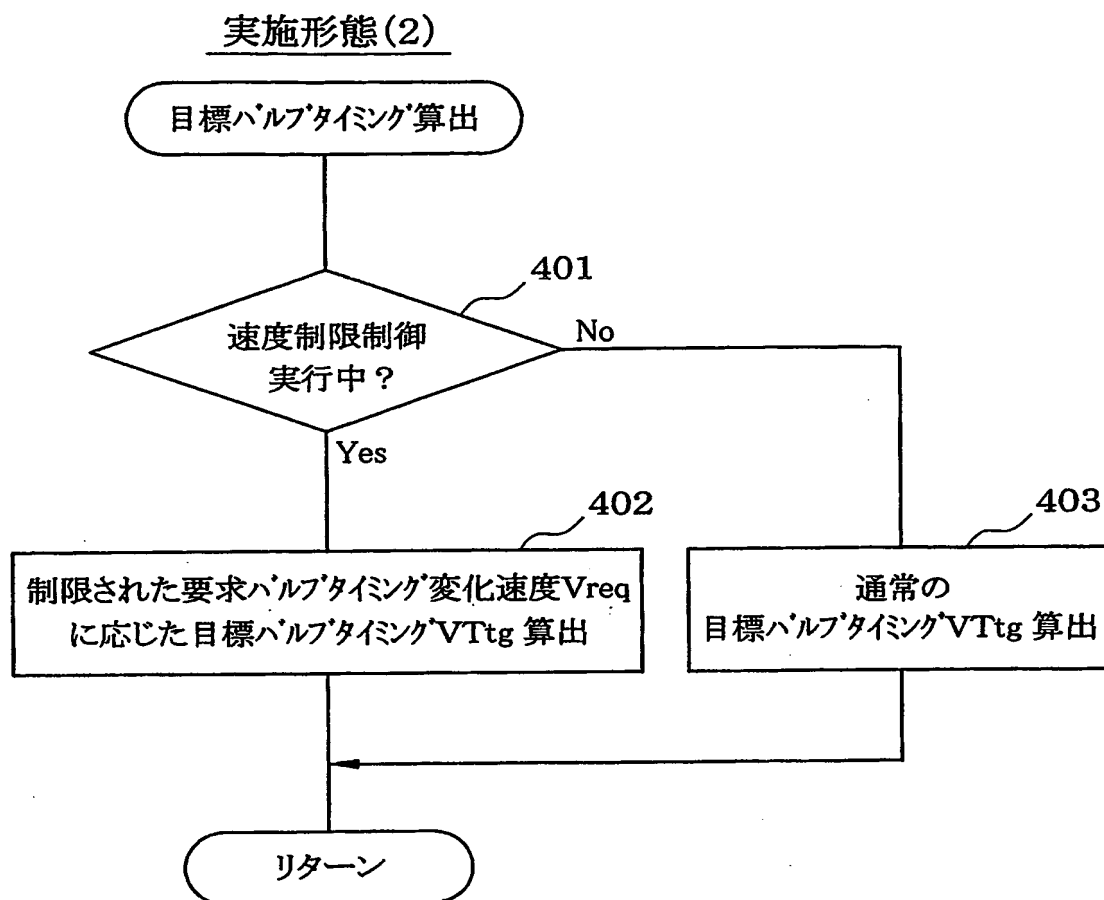 実施形態(2)
目標バルブタイミング算出
401
速度制限制御
実行中？
No
Yes
402
制限された要求バルブタイミング変化速度Vreq
に応じた目標バルブタイミングVTtg 算出
403
通常の
目標バルブタイミングVTtg 算出
リターン